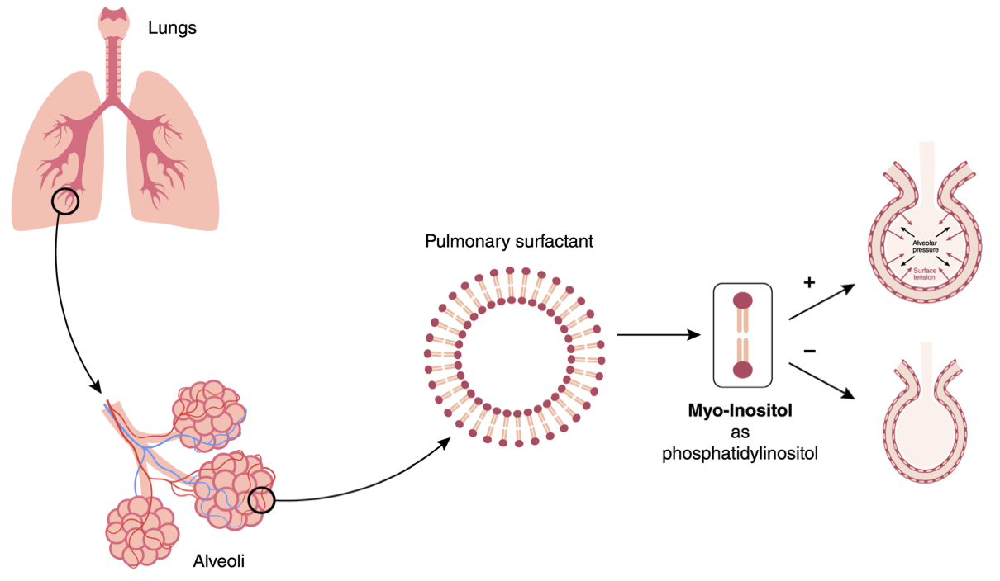 Lungs
Alveoli
Pulmonary surfactant
Myo-Inositol
as
phosphatidylinositol
+
−
Alveolar
pressure
Surface
tension